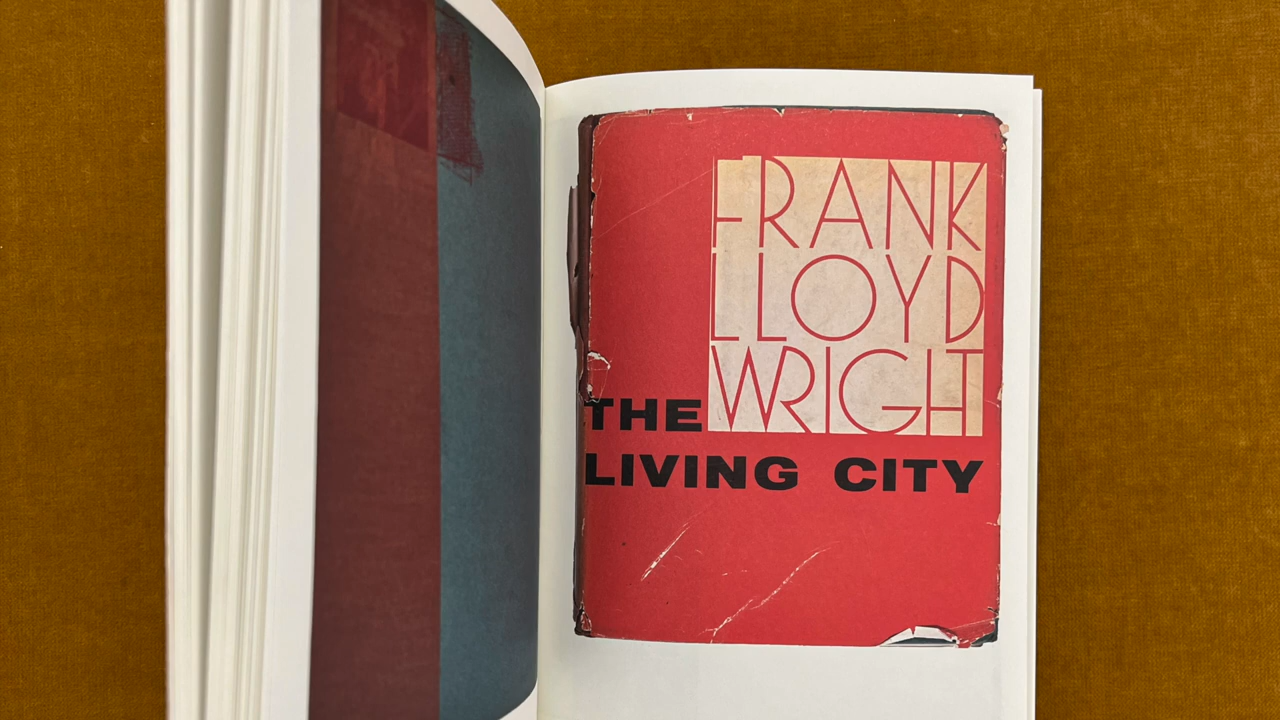 FRANK
LLOYD
WRIGHT
THE
LIVING CITY